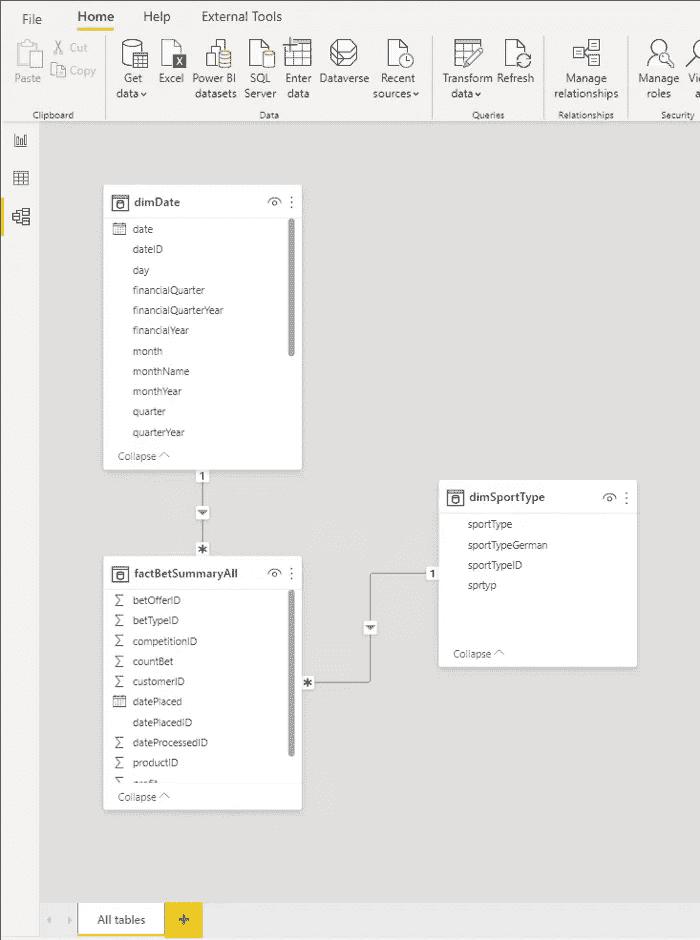 File
Home
Help
External Tools
Paste
Cut
Copy
Get data
Excel
Power BI datasets
SQL Server
Enter data
Dataverse
Recent sources
Transform data
Refresh
Manage relationships
Manage roles
Clipboard
Data
Queries
Relationships
Security
dimDate
date
dateID
day
financialQuarter
financialQuarterYear
financialYear
month
monthName
monthYear
quarter
quarterYear
Collapse
1
*
factBetSummaryAll
betOfferID
betTypeID
competitionID
countBet
customerID
datePlaced
datePlacedID
dateProcessedID
productID
Collapse
dimSportType
sportType
sportTypeGerman
sportTypeID
sprtyp
Collapse
1
*
All tables
+